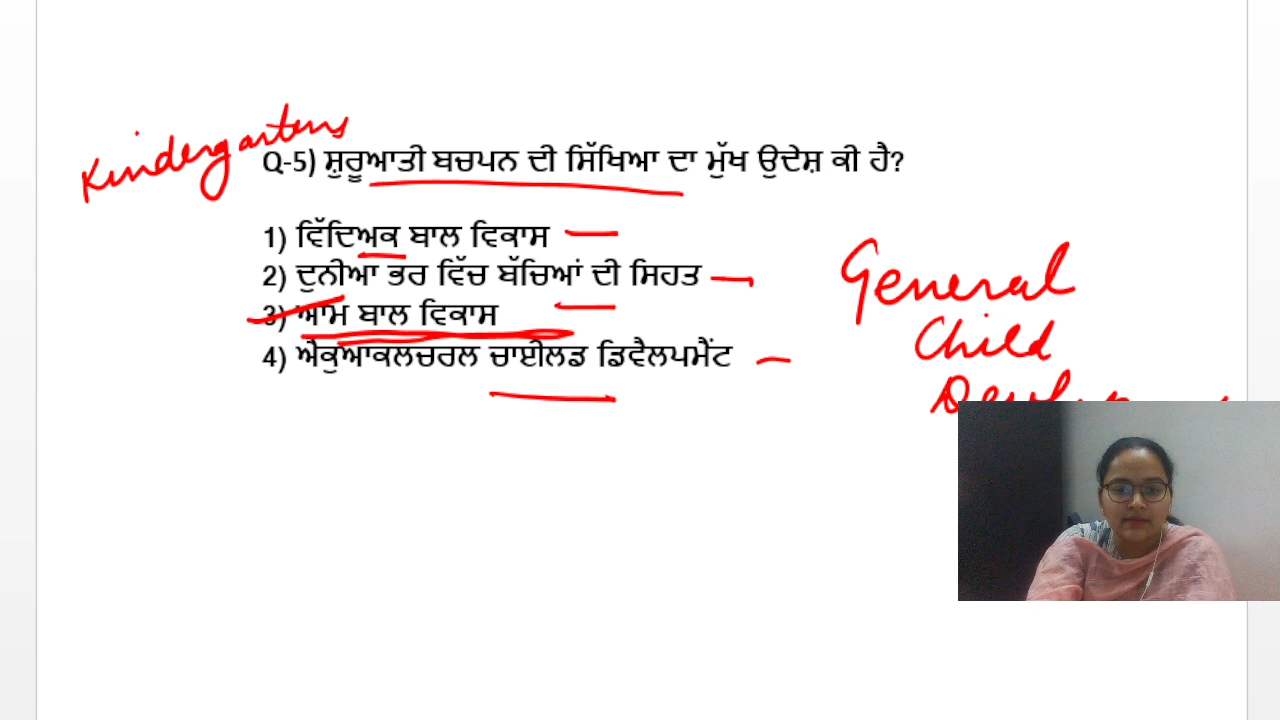 Kindergartens
Q-5) ਸ਼ੁਰੂਆਤੀ ਬਚਪਨ ਦੀ ਸਿੱਖਿਆ ਦਾ ਮੁੱਖ ਉਦੇਸ਼ ਕੀ ਹੈ?
1) ਵਿੱਦਿਅਕ ਬਾਲ ਵਿਕਾਸ
2) ਦੁਨੀਆ ਭਰ ਵਿੱਚ ਬੱਚਿਆਂ ਦੀ ਸਿਹਤ
3) ਆਮ ਬਾਲ ਵਿਕਾਸ
4) ਐਕੁਆਕਲਚਰਲ ਚਾਈਲਡ ਡਿਵੈਲਪਮੈਂਟ
General
Child